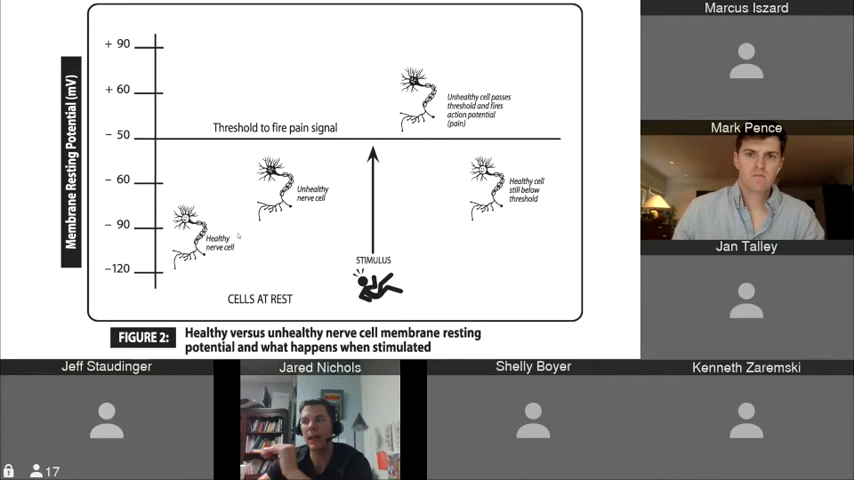 Marcus Iszard
+ 90
+ 60
- 50
- 60
- 90
-120
Membrane Resting Potential (mV)
Threshold to fire pain signal
Unhealthy cell passes
threshold and fires
action potential
(pain)
Unhealthy
nerve cell
Healthy cell
still below
threshold
Healthy
nerve cell
STIMULUS
CELLS AT REST
FIGURE 2:
Healthy versus unhealthy nerve cell membrane resting
potential and what happens when stimulated
Mark Pence
Jan Talley
Jeff Staudinger
Jared Nichols
Shelly Boyer
Kenneth Zaremski
17